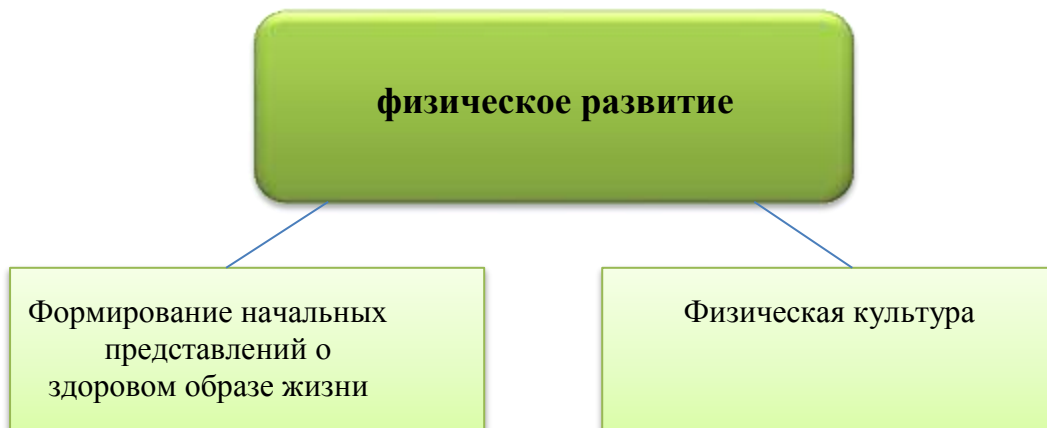 физическое развитие
Формирование начальных
представлений о
здоровом образе жизни
Физическая культура